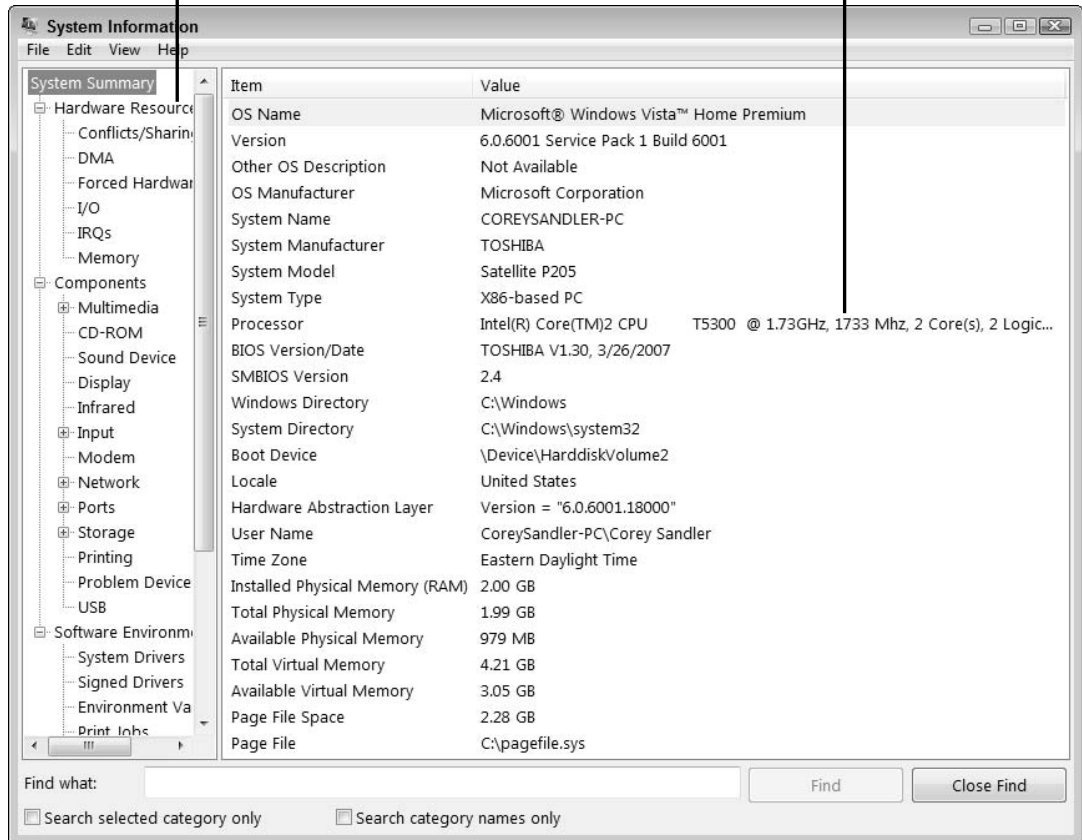 System Information
File Edit View Help
System Summary
Hardware Resource
Conflicts/Sharin
DMA
Forced Hardwar
I/O
IRQs
Memory
Components
Multimedia
CD-ROM
Sound Device
Display
Infrared
Input
Modem
Network
Ports
Storage
Printing
Problem Device
USB
Software Environm
System Drivers
Signed Drivers
Environment Va
Print Jobs
Item Value
OS Name Microsoft® Windows Vista™ Home Premium
Version 6.0.6001 Service Pack 1 Build 6001
Other OS Description Not Available
OS Manufacturer Microsoft Corporation
System Name COREYSANDLER-PC
System Manufacturer TOSHIBA
System Model Satellite P205
System Type X86-based PC
Processor Intel(R) Core(TM)2 CPU T5300 @ 1.73GHz, 1733 Mhz, 2 Core(s), 2 Logic...
BIOS Version/Date TOSHIBA V1.30, 3/26/2007
SMBIOS Version 2.4
Windows Directory C:\Windows
System Directory C:\Windows\system32
Boot Device \Device\HarddiskVolume2
Locale United States
Hardware Abstraction Layer Version = "6.0.6001.18000"
User Name CoreySandler-PC\Corey Sandler
Time Zone Eastern Daylight Time
Installed Physical Memory (RAM) 2.00 GB
Total Physical Memory 1.99 GB
Available Physical Memory 979 MB
Total Virtual Memory 4.21 GB
Available Virtual Memory 3.05 GB
Page File Space 2.28 GB
Page File C:\pagefile.sys
Find what: Find Close Find
Search selected category only Search category names only